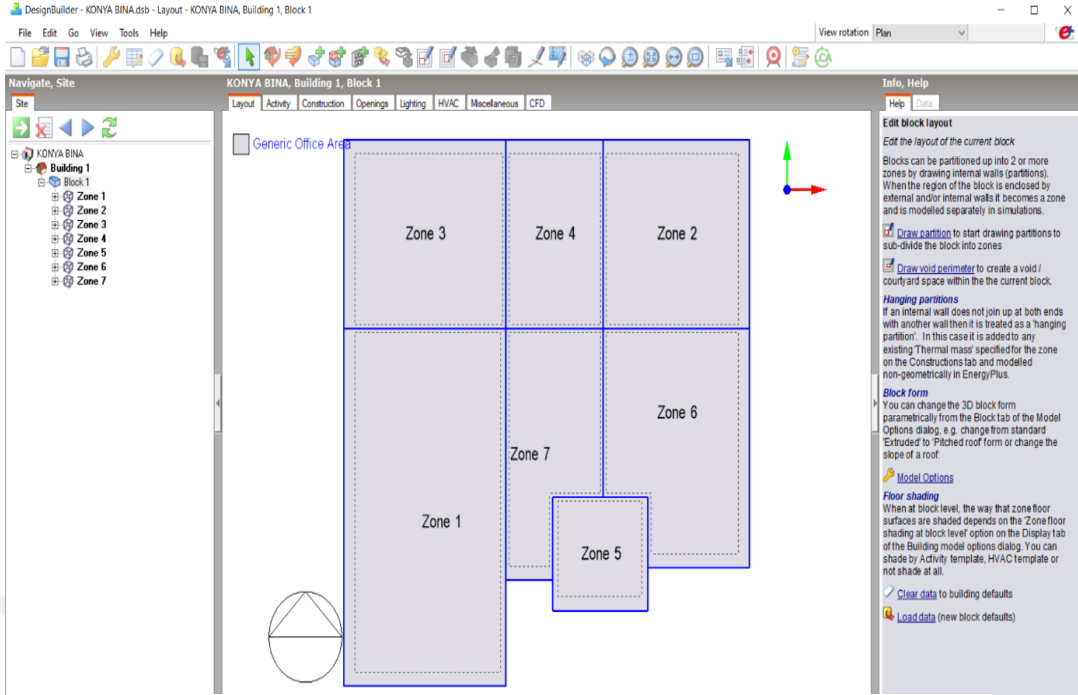 DesignBuilder - KONYA BINA.dsb - Layout - KONYA BINA, Building 1, Block 1
File Edit Go View Tools Help
View rotation Plan
Navigate, Site
Site
KONYA BINA
Building 1
Block 1
Zone 1
Zone 2
Zone 3
Zone 4
Zone 5
Zone 6
Zone 7
KONYA BINA, Building 1, Block 1
Layout Activity Construction Openings Lighting HVAC Miscellaneous CFD
Generic Office Area
Zone 3
Zone 4
Zone 2
Zone 6
Zone 7
Zone 1
Zone 5
Info, Help
Help Data
Edit block layout
Edit the layout of the current block
Blocks can be partitioned up into 2 or more
zones by drawing internal walls (partitions).
When the region of the block is enclosed by
external and/or internal walls it becomes a zone
and is modelled separately in simulations.
Draw partition to start drawing partitions to
sub-divide the block into zones
Draw void perimeter to create a void /
courtyard space within the the current block.
Hanging partitions
If an internal wall does not join up at both ends
with another wall then it is treated as a 'hanging
partition'. In this case it is added to any
existing 'Thermal mass' specified for the zone
on the Constructions tab and modelled
non-geometrically in EnergyPlus.
Block form
You can change the 3D block form
parametrically from the Block tab of the Model
Options dialog, e.g. change from standard
'Extruded' to 'Pitched roof form or change the
slope of a roof.
Model Options
Floor shading
When at block level, the way that zone floor
surfaces are shaded depends on the 'Zone floor
shading at block level' option on the Display tab
of the Building model options dialog. You can
shade by Activity template, HVAC template or
not shade at all.
Clear data to building defaults
Load data (new block defaults)